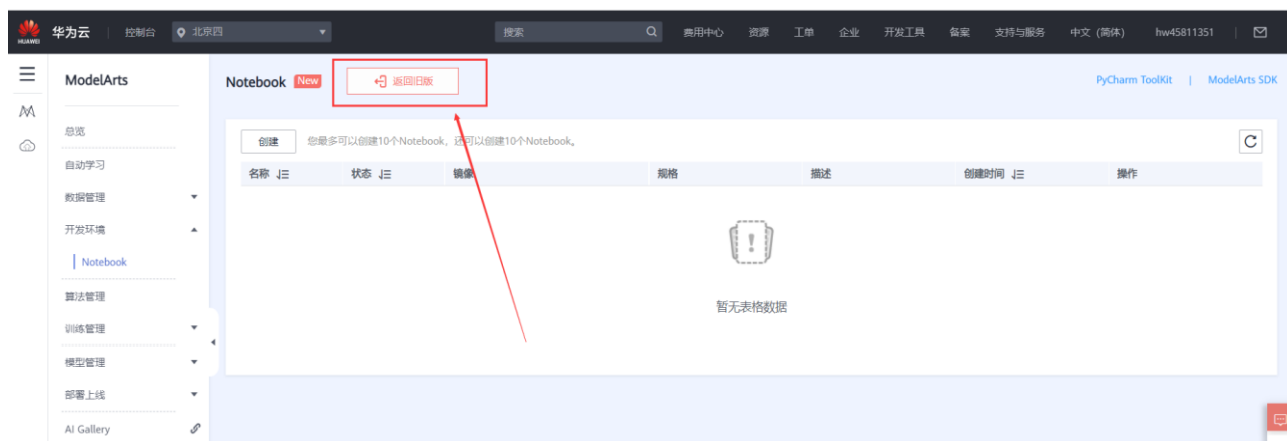 HUAWEI 华为云 控制台 北京四 搜索 费用中心 资源 工单 企业 开发工具 备案 支持与服务 中文 (简体) hw45811351
ModelArts
Notebook New 返回旧版 PyCharm ToolKit | ModelArts SDK
总览
创建 您最多可以创建10个Notebook，还可以创建10个Notebook。
自动学习
名称 状态 镜像 规格 描述 创建时间 操作
数据管理
开发环境
Notebook
算法管理
暂无表格数据
训练管理
模型管理
部署上线
AI Gallery